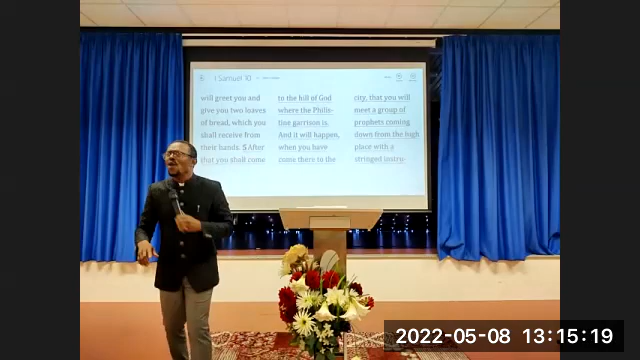 1 Samuel 10
will greet you and
give you two loaves
of bread, which you
shall receive from
their hands. 5 After
that you shall come
to the hill of God
where the Philis-
tine garrison is.
And it will happen,
when you have
come there to the
city, that you will
meet a group of
prophets coming
down from the high
place with a
stringed instru-
2022-05-08 13:15:19